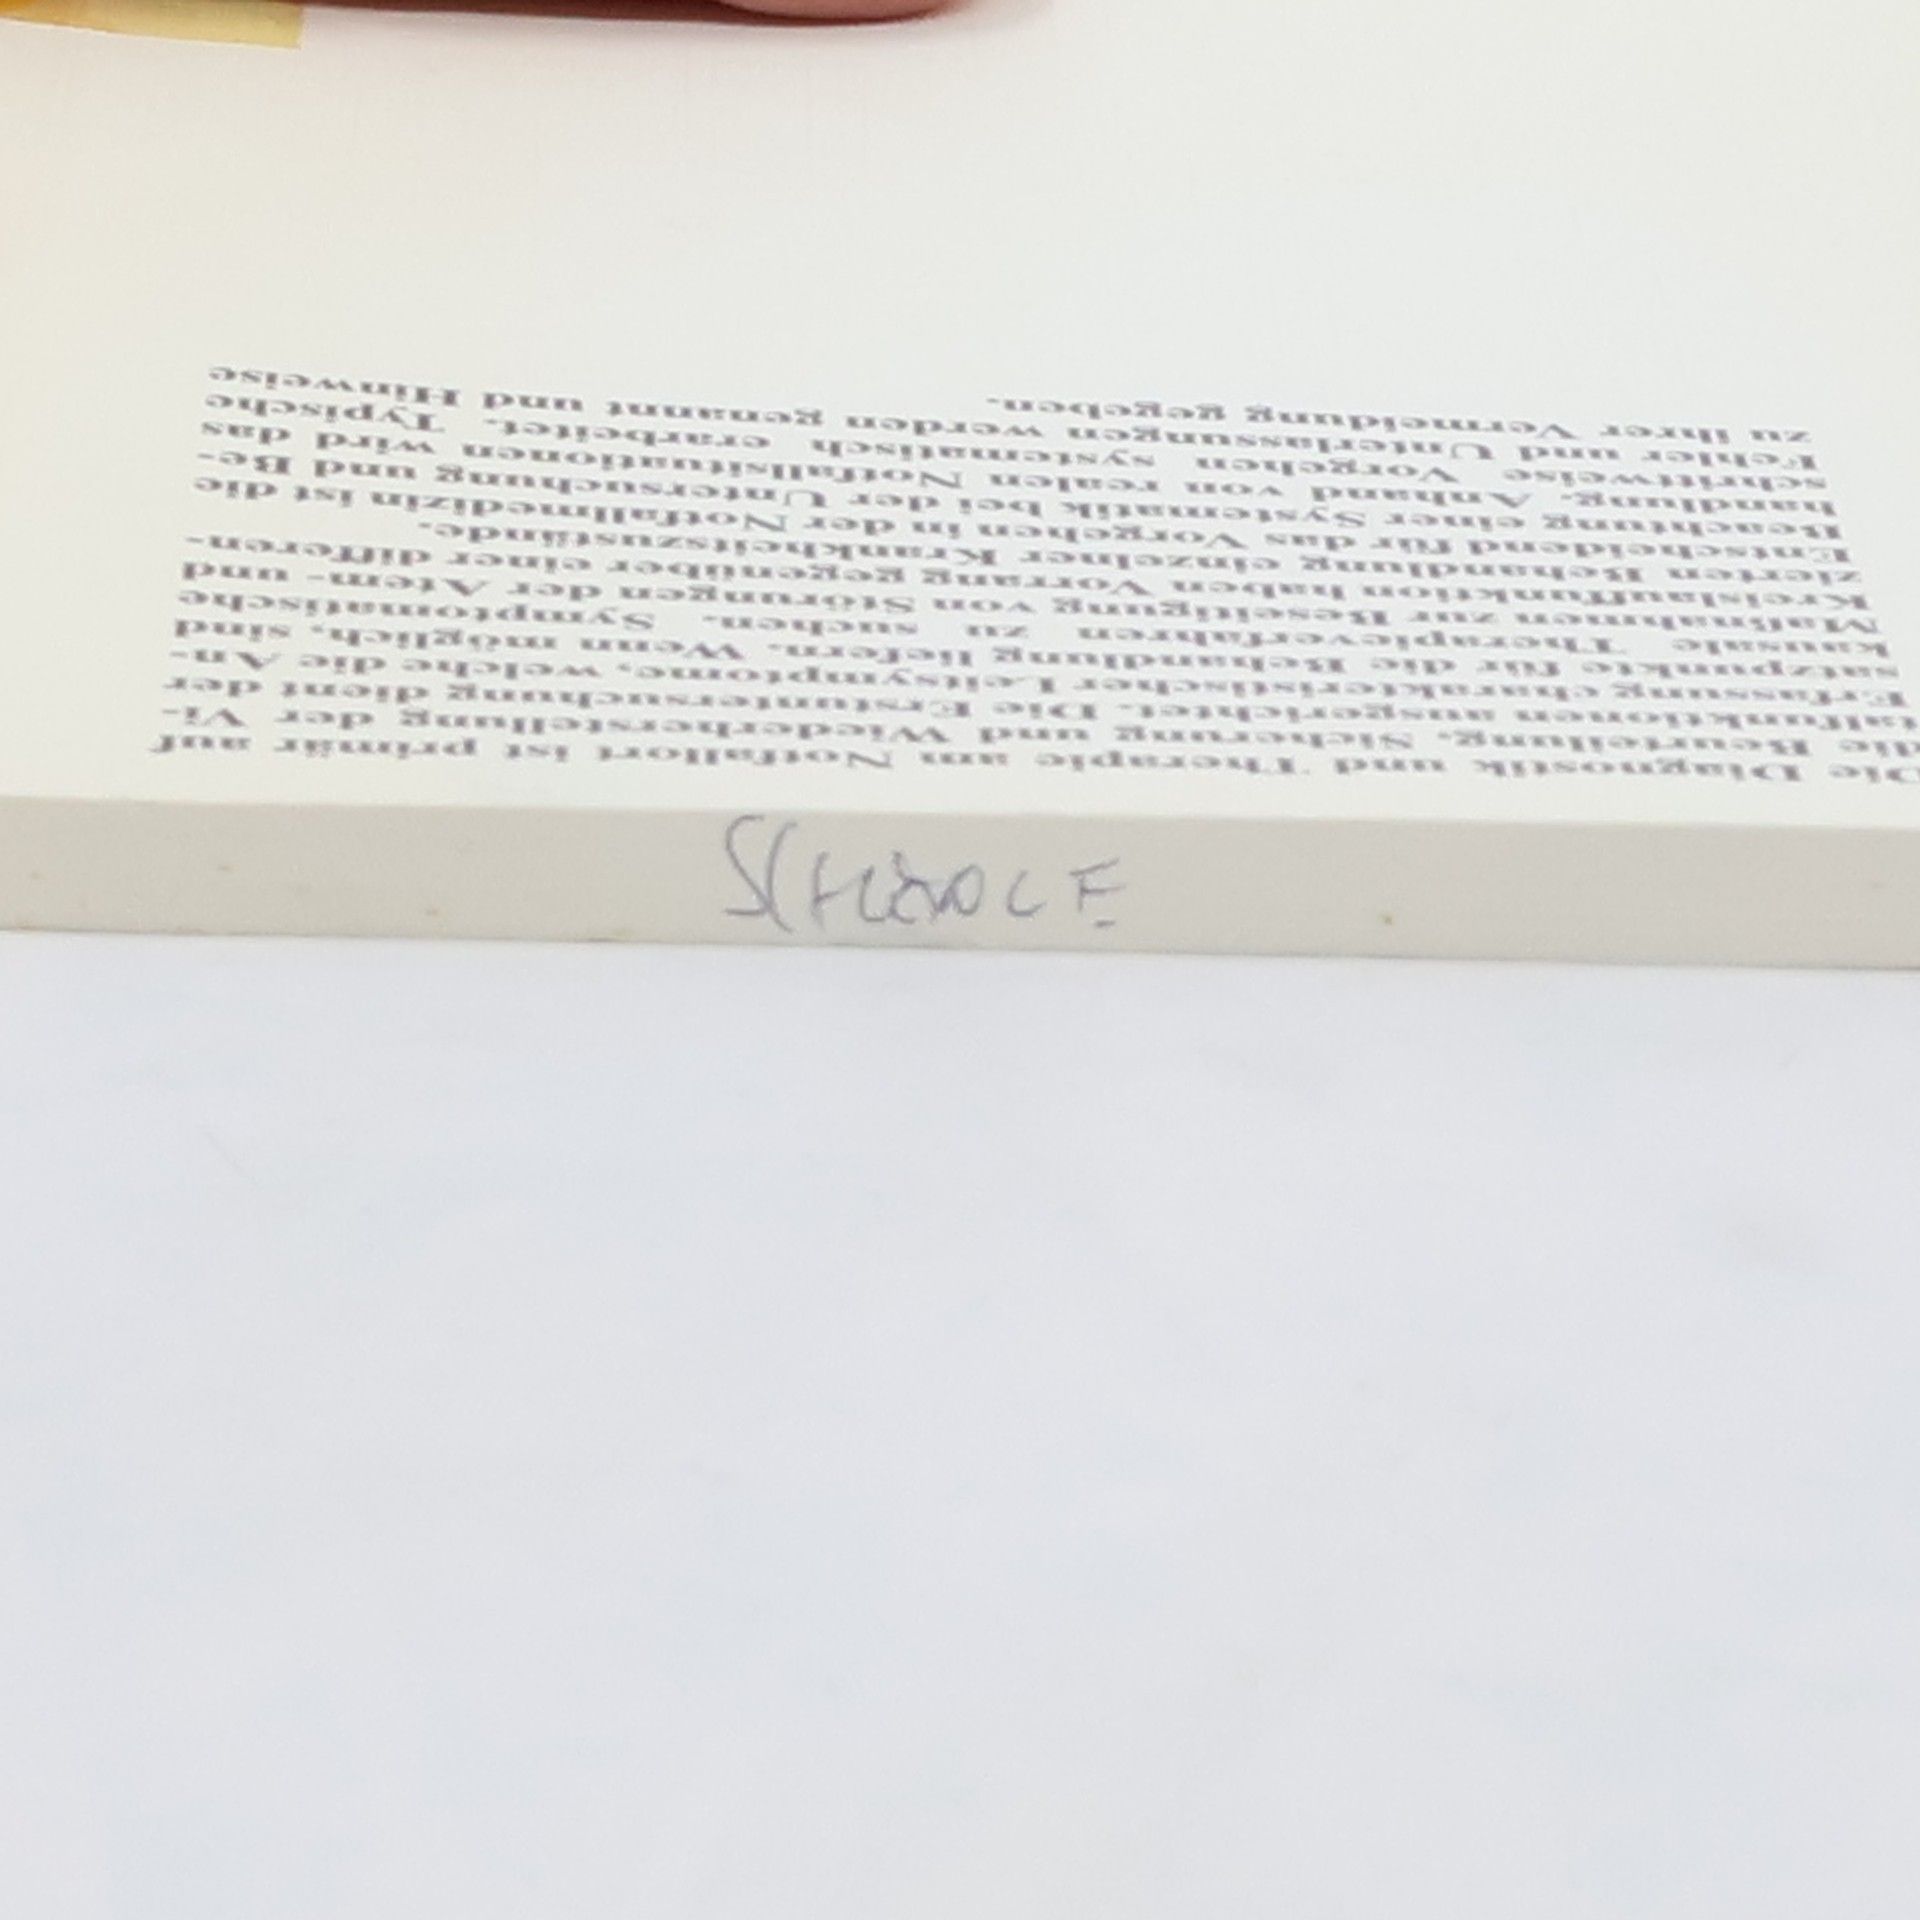 Die Diagnostik und Therapie am Notfallort ist primär auf
die Beurteilung, Sicherung und Wiederherstellung der Vi-
talfunktionen ausgerichtet. Die Erstuntersuchung dient der
Erfassung charakteristischer Leitsymptome, welche die An-
satzpunkte für die Behandlung liefern. Wenn möglich, sind
kausale Therapieverfahren zu suchen. Symptomatische
Maßnahmen zur Beseitigung von Störungen der Atem- und
Kreislauffunktion haben Vorrang gegenüber einer differen-
zierten Behandlung einzelner Krankheitszustände.
Entscheidend für das Vorgehen in der Notfallmedizin ist die
Beachtung einer Systematik bei der Untersuchung und Be-
handlung. Anhand von realen Notfallsituationen wird das
schrittweise Vorgehen systematisch erarbeitet. Typische
Fehler und Unterlassungen werden genannt und Hinweise
zu ihrer Vermeidung gegeben.